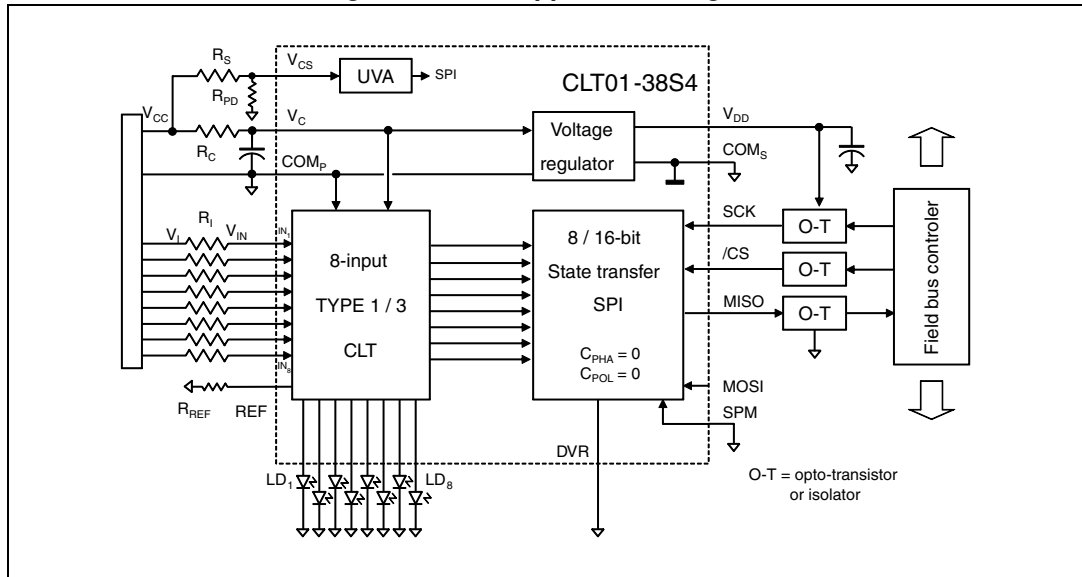 R_S
V_CS
UVA
SPI
CLT01-38S4
R_PD
V_CC
V_C
R_C
Voltage
regulator
V_DD
COM_S
COM_P
V_I
R_I
V_IN
IN_1
IN_8
8-input
TYPE 1 / 3
CLT
8 / 16-bit
State transfer
SPI
C_PHA = 0
C_POL = 0
SCK
/CS
MISO
MOSI
SPM
O-T
O-T
O-T
Field bus controler
R_REF
REF
DVR
LD_1
LD_8
O-T = opto-transistor
or isolator